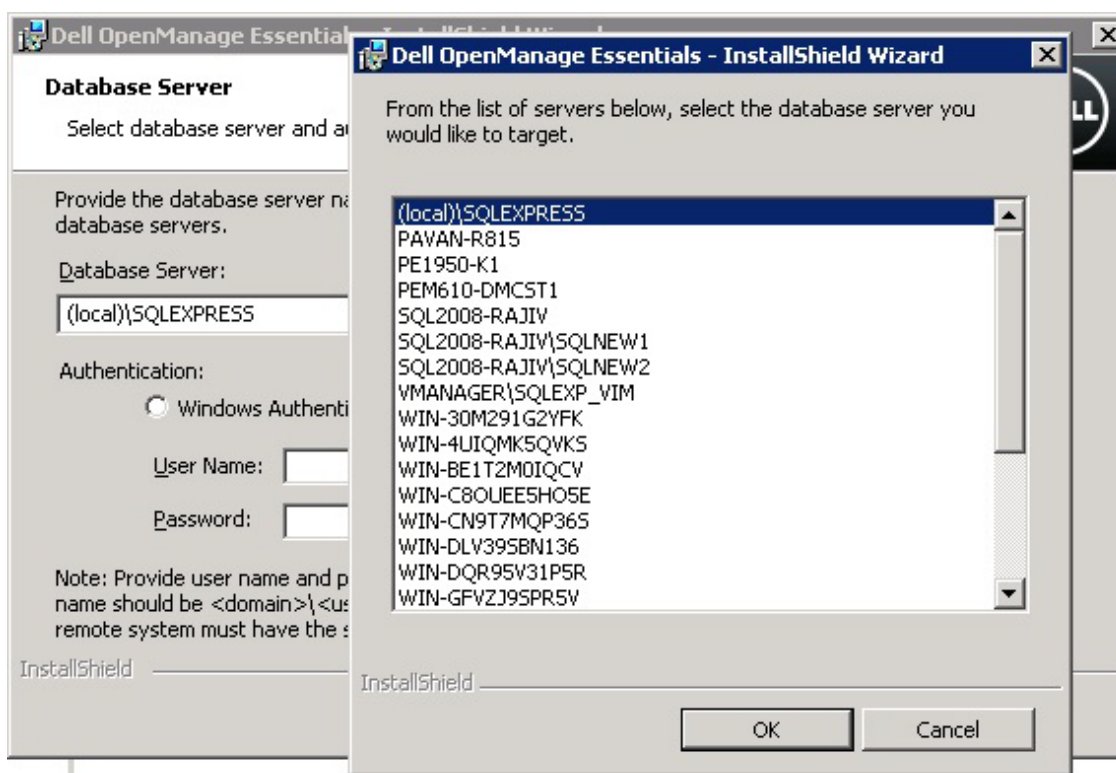 Dell OpenManage Essential
Database Server
Select database server and a
Provide the database server na
database servers.
Database Server:
(local)\SQLEXPRESS
Authentication:
Windows Authenti
User Name:
Password:
Note: Provide user name and p
name should be <domain>\<us
remote system must have the s
InstallShield
LL
Dell OpenManage Essentials - InstallShield Wizard
From the list of servers below, select the database server you
would like to target.
(local)\SQLEXPRESS
PAVAN-R815
PE1950-K1
PEM610-DMCST1
SQL2008-RAJIV
SQL2008-RAJIV\SQLNEW1
SQL2008-RAJIV\SQLNEW2
VMANAGER\SQLEXP_VIM
WIN-30M291G2YFK
WIN-4UIQMK5QVKS
WIN-BE1T2M0IQCV
WIN-C8OUEE5HO5E
WIN-CN9T7MQP365
WIN-DLV395BN136
WIN-DQR95V31P5R
WIN-GFVZJ9SPR5V
InstallShield
OK
Cancel